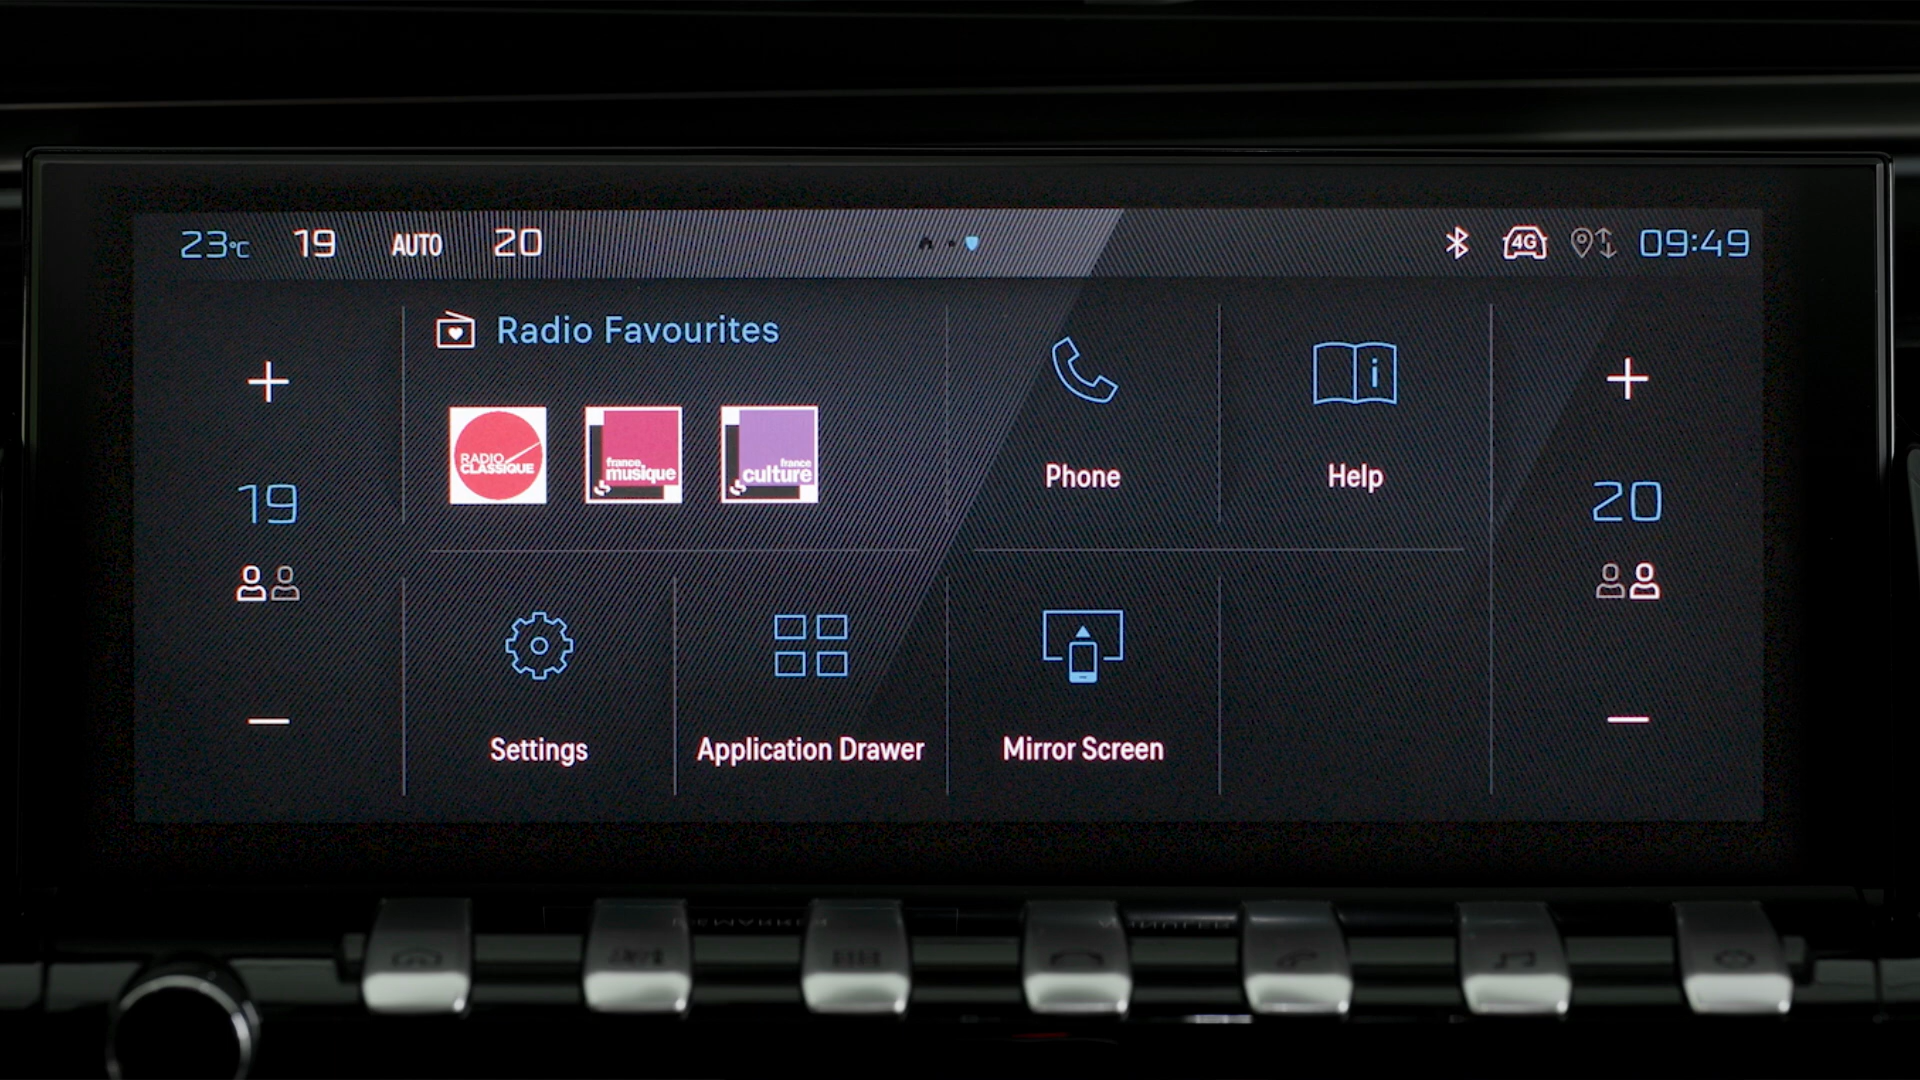 23°C 19 AUTO 20 4G 09:49
Radio Favourites
RADIO
CLASSIQUE
france
musique
france
culture
Phone
i
Help
19
20
Settings
Application Drawer
Mirror Screen